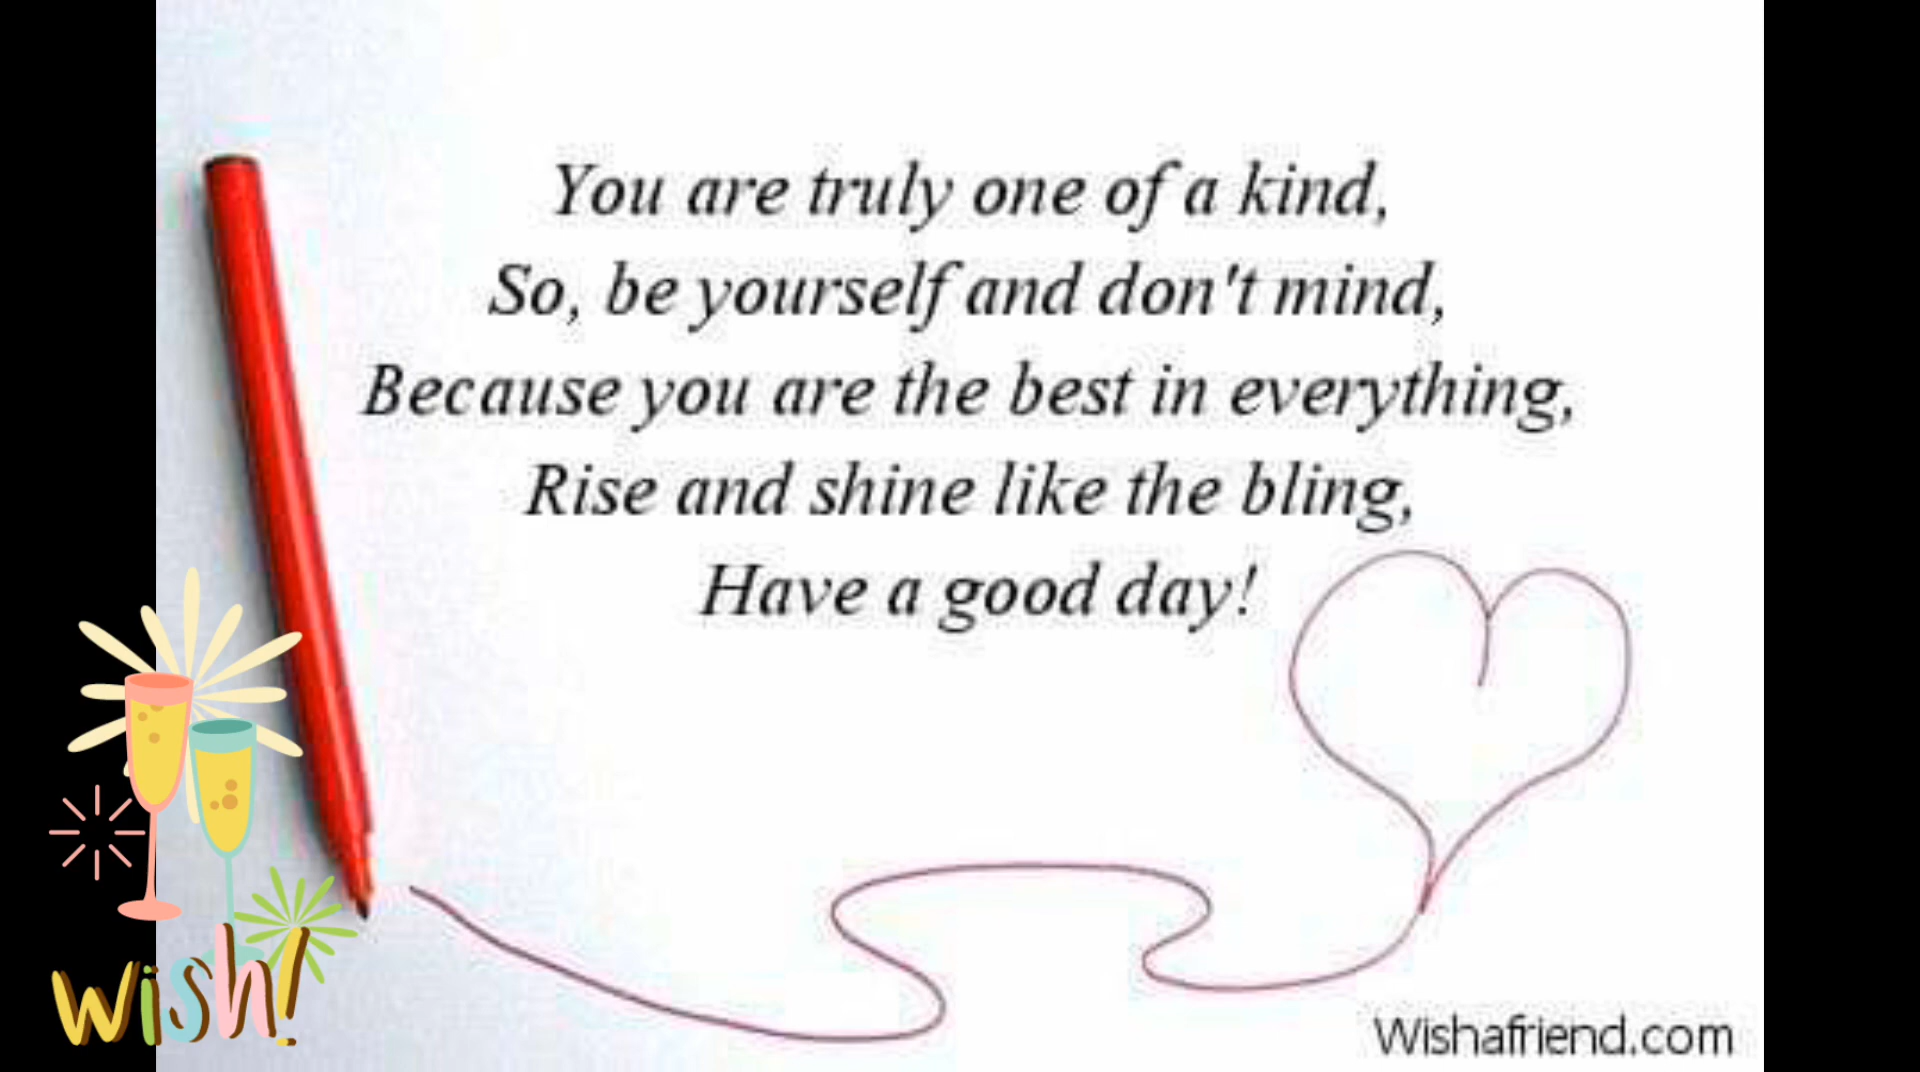 You are truly one of a kind,
So, be yourself and don't mind,
Because you are the best in everything,
Rise and shine like the bling,
Have a good day!
Wish!
Wishafriend.com